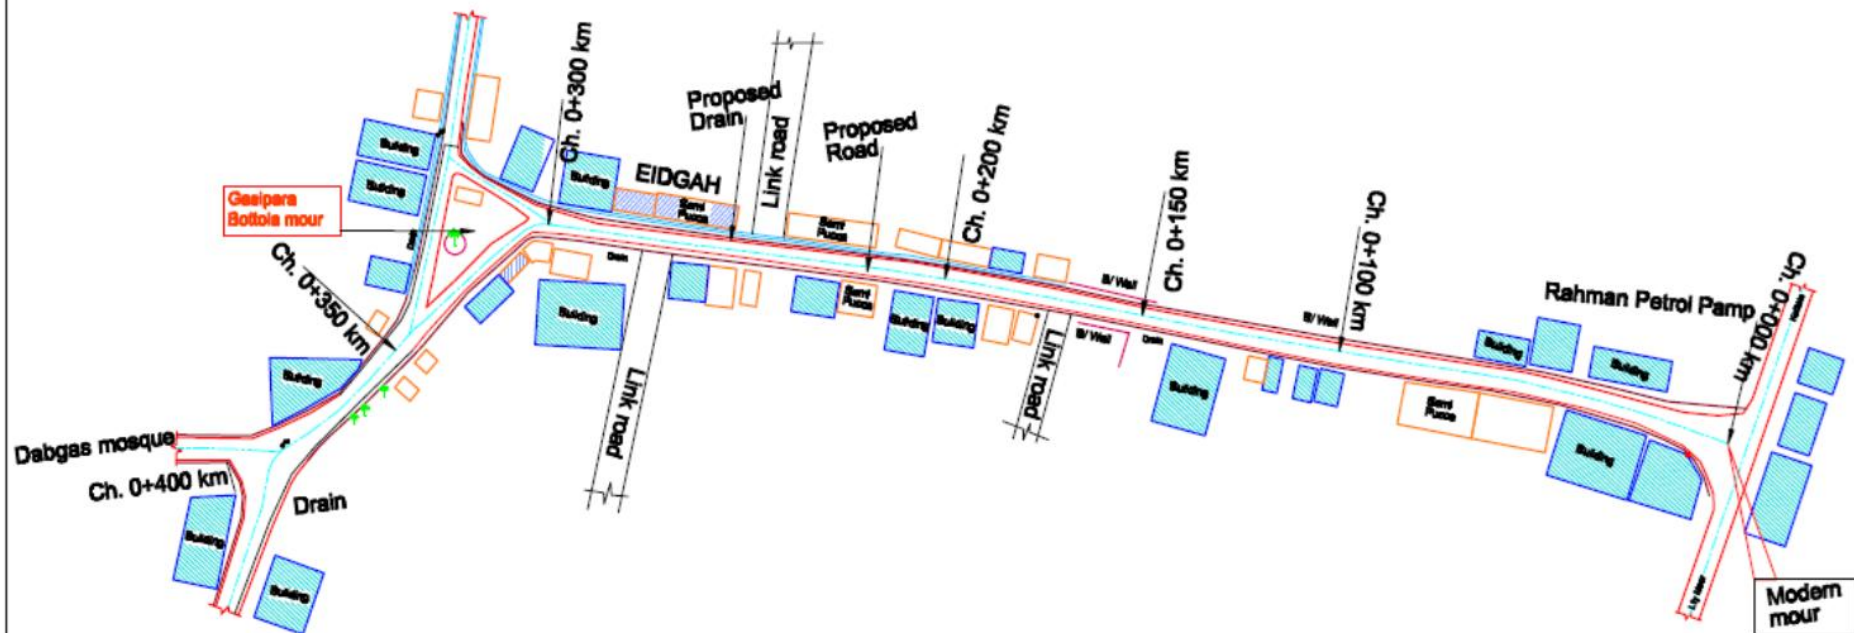 Ch. 0+300 km
Proposed
Drain
Link road
Proposed
Road
Ch. 0+200 km
Building
Building
Building
EIDGAH
Semi
Pucca
Semi
Pucca
Gasipara
Bottola mour
Drain
Ch. 0+350 km
Ch. 0+150 km
Ch. 0+100 km
Ch. 0+000 km
Rahman Petrol Pamp
B/ Wall
B/ Wall
B/ Wall
Drain
Drain
Building
Semi
Pucca
Building
Building
Link road
Link road
Building
Building
Building
Semi
Pucca
Building
Building
Dabgas mosque
Ch. 0+400 km
Drain
Building
Building
Lily Mour
Modern
mour